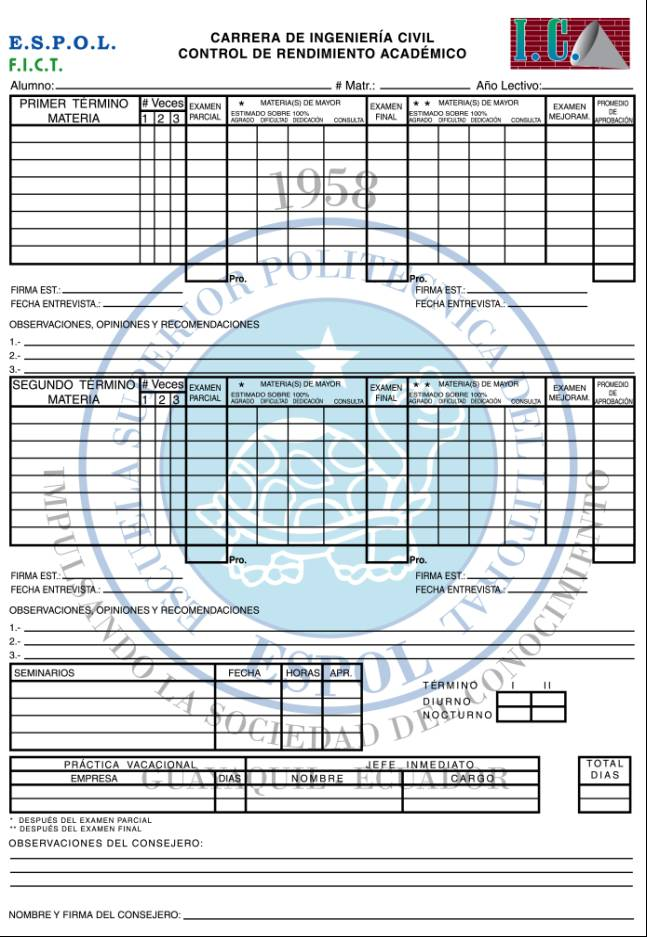 E.S.P.O.L.
F.I.C.T.
CARRERA DE INGENIERÍA CIVIL
CONTROL DE RENDIMIENTO ACADÉMICO
I.C.
Alumno: # Matr.: Año Lectivo:
PRIMER TÉRMINO
MATERIA
# Veces
1 2 3
EXAMEN
PARCIAL
* MATERIA(S) DE MAYOR
ESTIMADO SOBRE 100%
AGRADO DIFICULTAD DEDICACIÓN CONSULTA
EXAMEN
FINAL
* * MATERIA(S) DE MAYOR
ESTIMADO SOBRE 100%
AGRADO DIFICULTAD DEDICACIÓN CONSULTA
EXAMEN
MEJORAM.
PROMEDIO
DE
APROBACIÓN
1958
Pro. Pro.
FIRMA EST.: FIRMA EST.:
FECHA ENTREVISTA.: FECHA ENTREVISTA.:
OBSERVACIONES, OPINIONES Y RECOMENDACIONES
1.-
2.-
3.-
SEGUNDO TÉRMINO
MATERIA
# Veces
1 2 3
EXAMEN
PARCIAL
* MATERIA(S) DE MAYOR
ESTIMADO SOBRE 100%
AGRADO DIFICULTAD DEDICACIÓN CONSULTA
EXAMEN
FINAL
* * MATERIA(S) DE MAYOR
ESTIMADO SOBRE 100%
AGRADO DIFICULTAD DEDICACIÓN CONSULTA
EXAMEN
MEJORAM.
PROMEDIO
DE
APROBACIÓN
ESCUELA SUPERIOR POLITECNICA DEL LITORAL
Pro. Pro.
FIRMA EST.: FIRMA EST.:
FECHA ENTREVISTA.: FECHA ENTREVISTA.:
OBSERVACIONES, OPINIONES Y RECOMENDACIONES
1.-
2.-
3.-
ESPOL
IMPULSANDO LA SOCIEDAD DEL CONOCIMIENTO
SEMINARIOS FECHA HORAS APR.
TÉRMINO I II
DIURNO
NOCTURNO
PRÁCTICA VACACIONAL JEFE INMEDIATO
EMPRESA DIAS NOMBRE CARGO
TOTAL
DIAS
GUAYAQUIL - ECUADOR
* DESPUÉS DEL EXAMEN PARCIAL
** DESPUÉS DEL EXAMEN FINAL
OBSERVACIONES DEL CONSEJERO:
NOMBRE Y FIRMA DEL CONSEJERO: